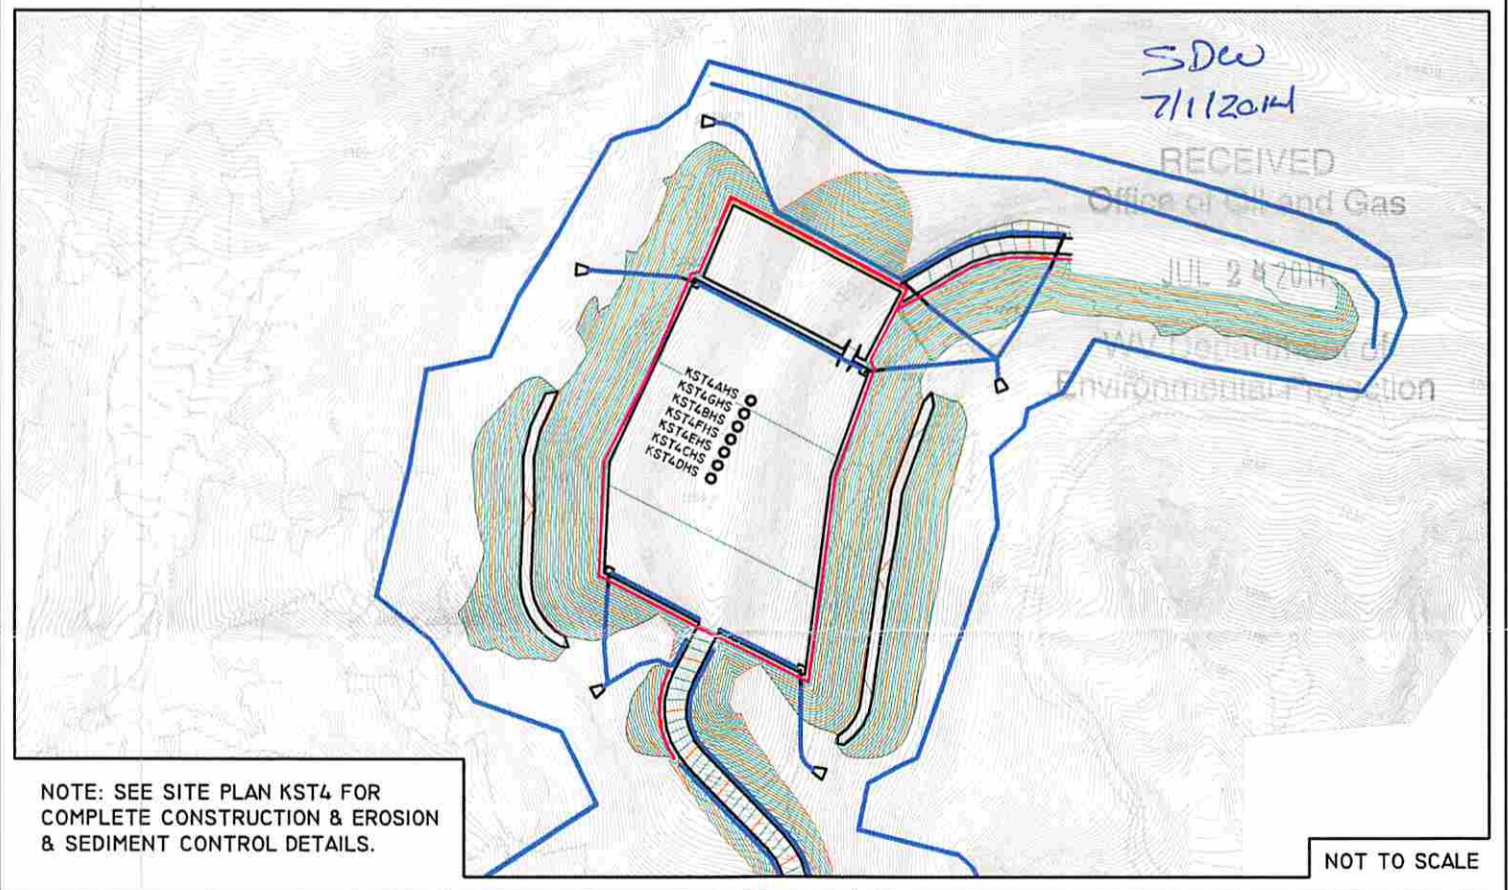 SDW
7/1/2014
RECEIVED
Office of Oil and Gas
JUL 2 2014
WV Department of
Environmental Protection
KST4AHS
KST4GHS
KST4BHS
KST4FHS
KST4EHS
KST4CHS
KST4DHS
NOTE: SEE SITE PLAN KST4 FOR
COMPLETE CONSTRUCTION & EROSION
& SEDIMENT CONTROL DETAILS.
NOT TO SCALE